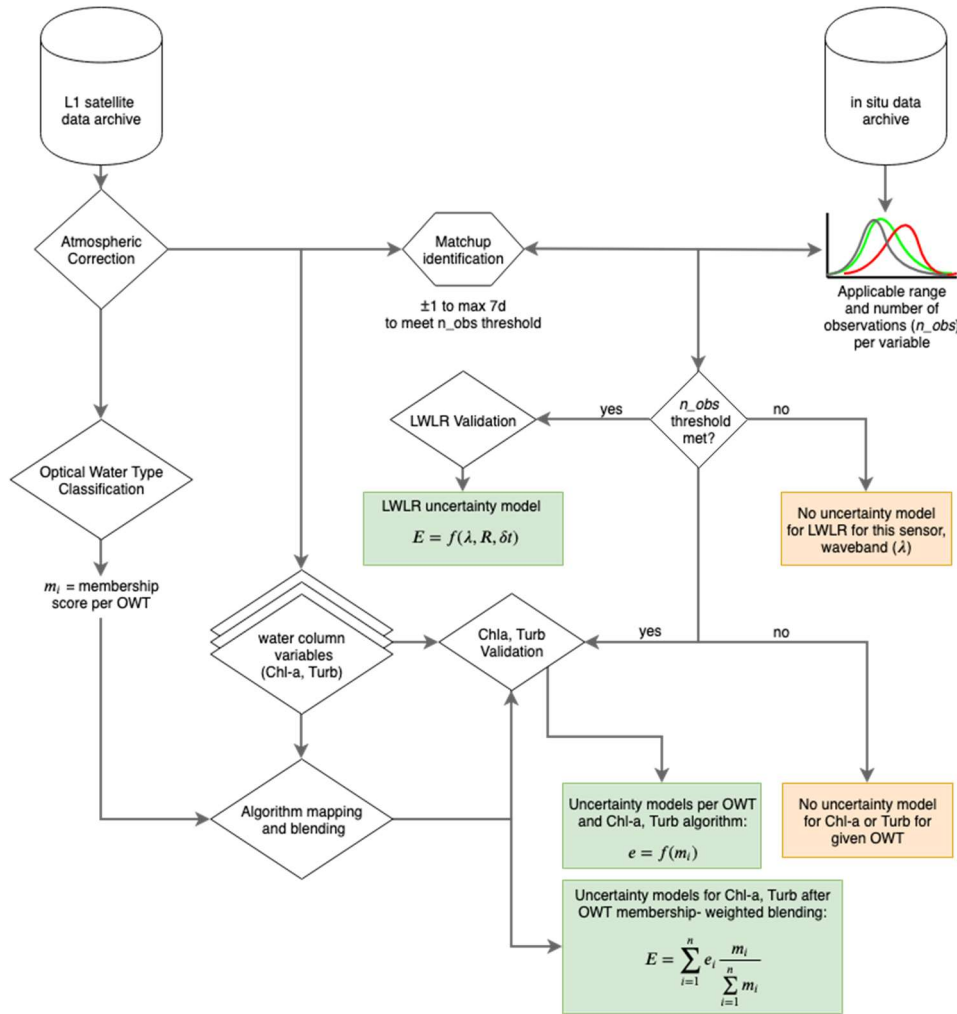 L1 satellite
data archive
in situ data
archive
Atmospheric
Correction
Matchup
identification
±1 to max 7d
to meet n_obs threshold
Applicable range
and number of
observations (n_obs)
per variable
LWLR Validation
yes
n_obs
threshold
met?
no
Optical Water Type
Classification
LWLR uncertainty model
E = f(λ, R, δt)
No uncertainty model
for LWLR for this sensor,
waveband (λ)
mᵢ = membership
score per OWT
water column
variables
(Chl-a, Turb)
Chla, Turb
Validation
yes
no
Algorithm mapping
and blending
Uncertainty models per OWT
and Chl-a, Turb algorithm:
e = f(mᵢ)
No uncertainty model
for Chl-a or Turb for
given OWT
Uncertainty models for Chl-a, Turb after
OWT membership- weighted blending:
E = ∑ⁿᵢ₌₁ eᵢ mᵢ / ∑ⁿᵢ₌₁ mᵢ